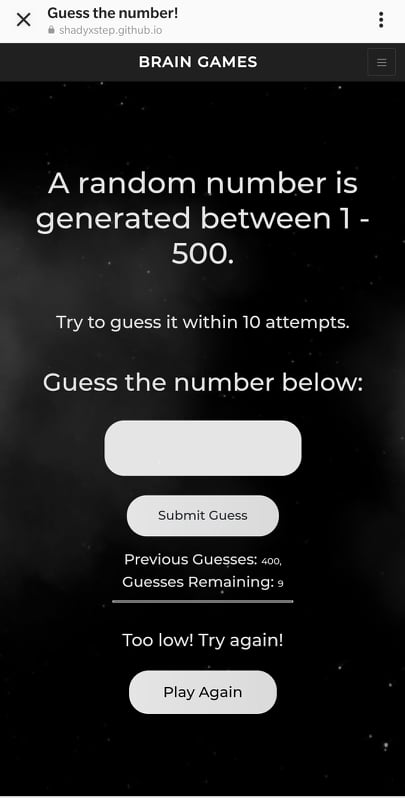 Guess the number!
shadyxstep.github.io
BRAIN GAMES
A random number is
generated between 1 -
500.
Try to guess it within 10 attempts.
Guess the number below:
Submit Guess
Previous Guesses: 400,
Guesses Remaining: 9
Too low! Try again!
Play Again